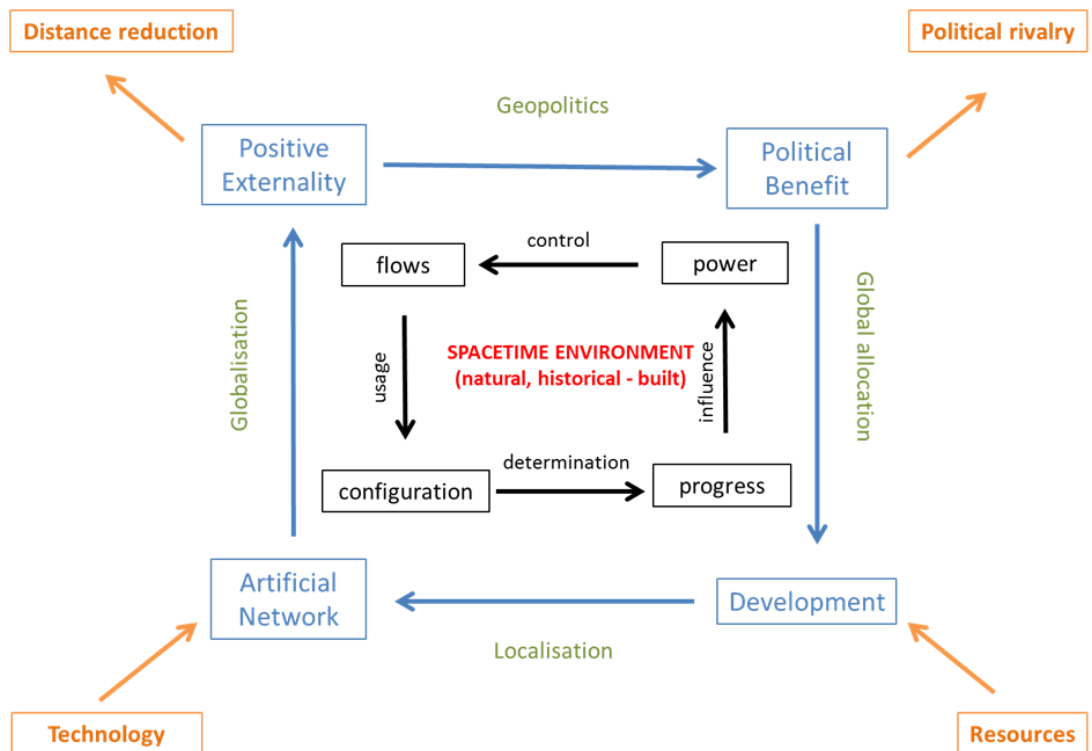 Distance reduction
Political rivalry
Geopolitics
Positive
Externality
Political
Benefit
control
flows
power
Globalisation
usage
SPACETIME ENVIRONMENT
(natural, historical - built)
influence
Global allocation
determination
configuration
progress
Artificial
Network
Development
Localisation
Technology
Resources